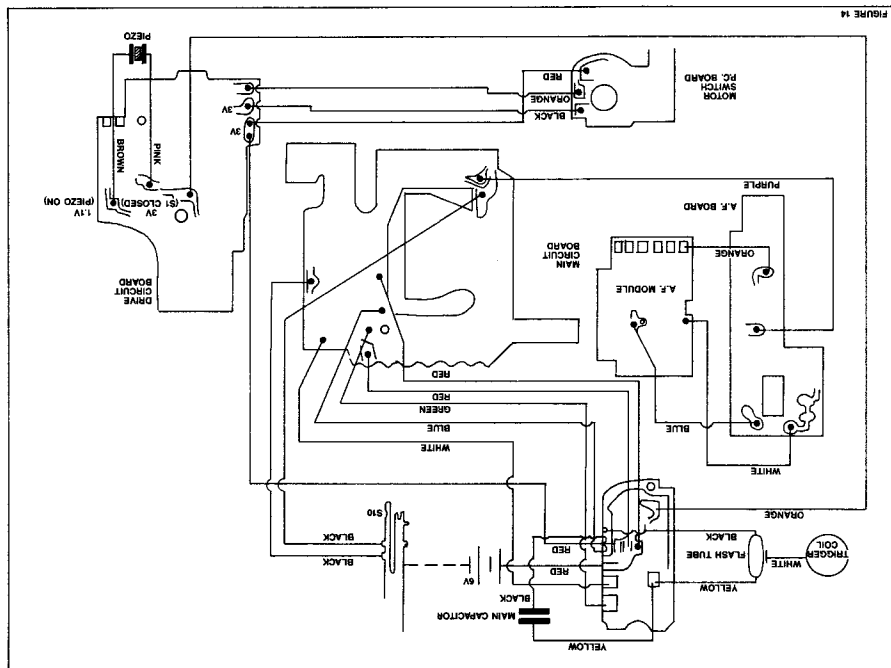 YELLOW
MAIN CAPACITOR
BLACK
YELLOW
TRIGGER
COIL
WHITE
FLASH TUBE
BLACK
ORANGE
RED
6V
RED
BLACK
BLACK
S10
WHITE
BLUE
WHITE
BLUE
GREEN
RED
RED
A.F. MODULE
ORANGE
MAIN CIRCUIT
BOARD
A.F. BOARD
PURPLE
DRIVE
CIRCUIT
BOARD
1.1V
(PIEZO ON)
3V
(S1 CLOSED)
BROWN
PINK
3V
3V
MOTOR
SWITCH
P.C. BOARD
BLACK
ORANGE
RED
PIEZO
FIGURE 14